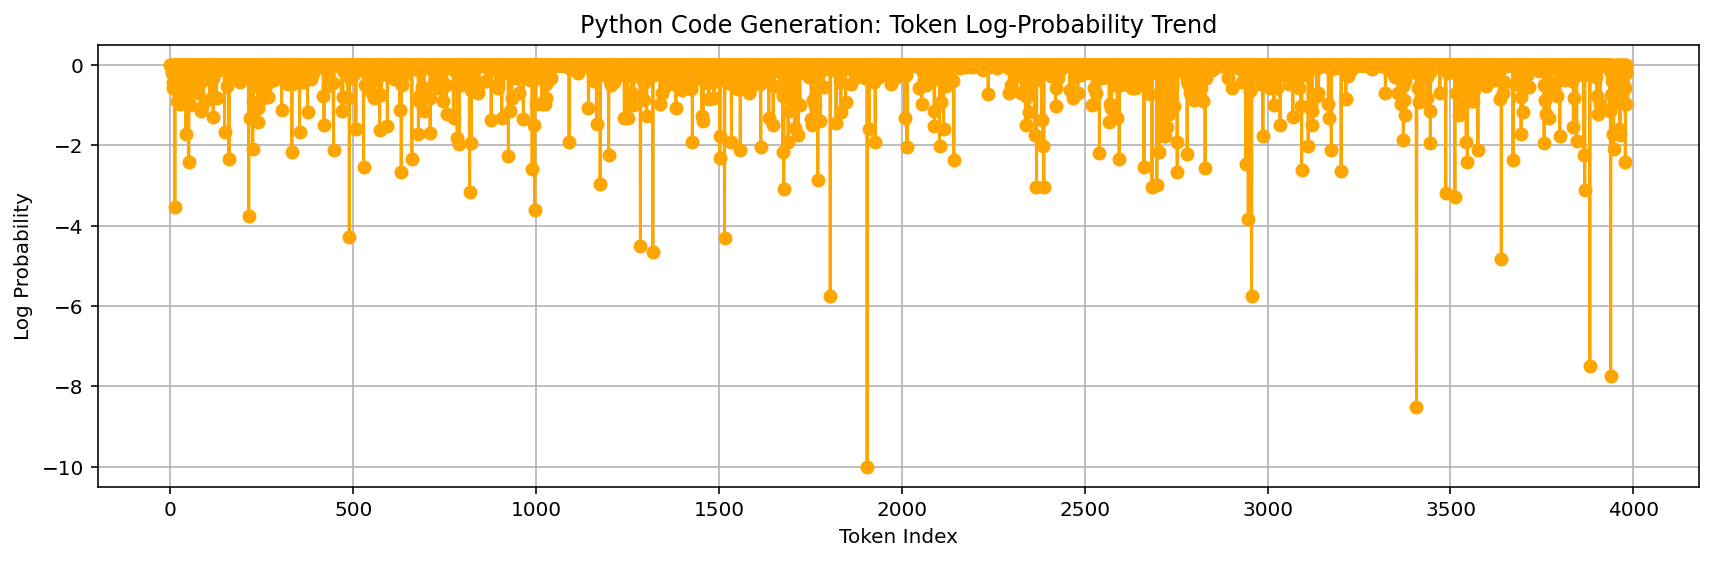 Python Code Generation: Token Log-Probability Trend
Log Probability
0
−2
−4
−6
−8
−10
0 500 1000 1500 2000 2500 3000 3500 4000
Token Index